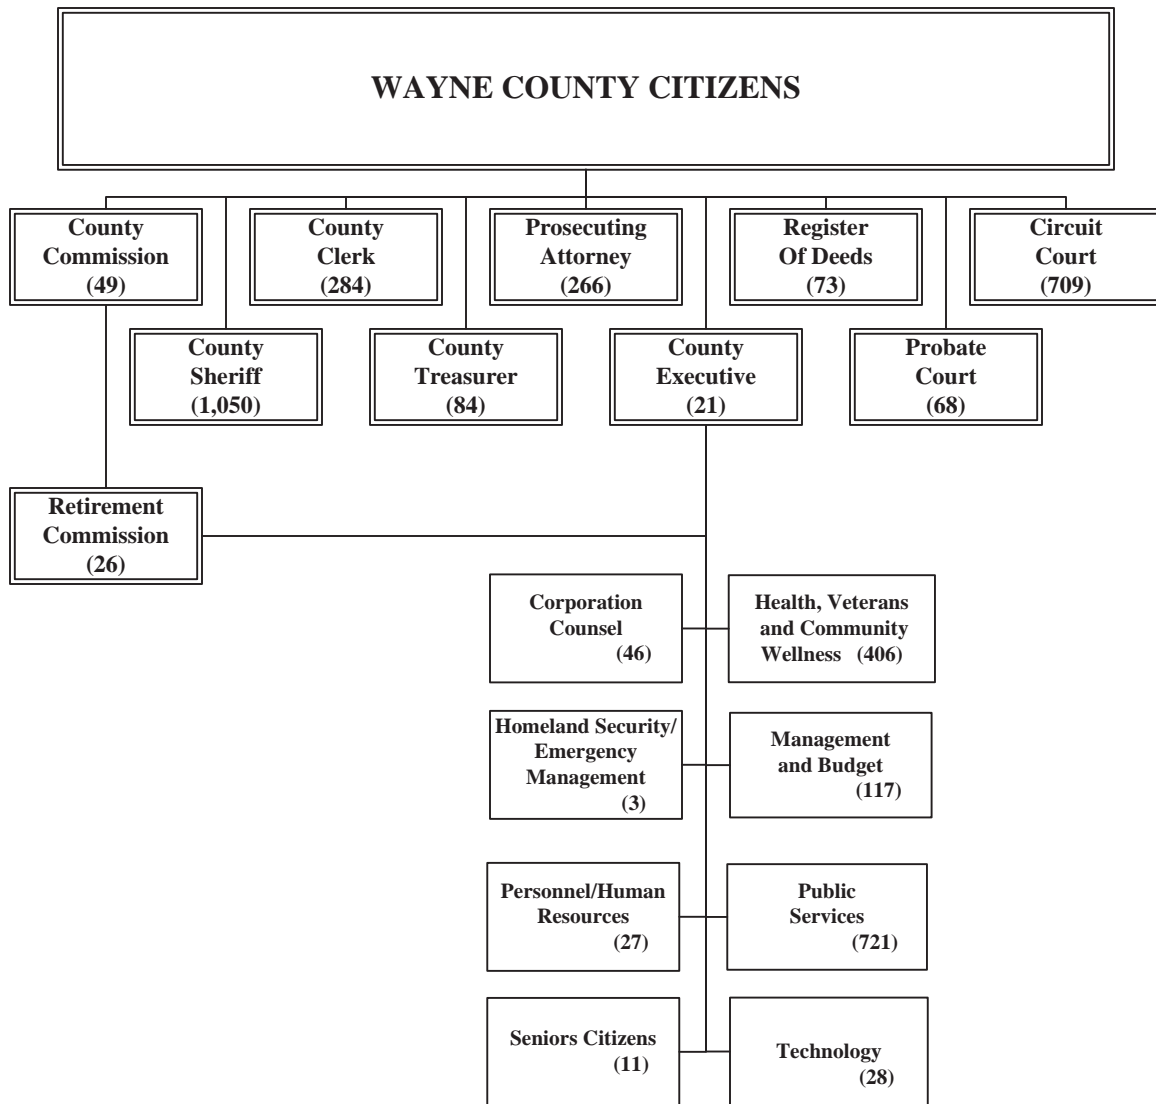 WAYNE COUNTY CITIZENS
County
Commission
(49)
County
Clerk
(284)
Prosecuting
Attorney
(266)
Register
Of Deeds
(73)
Circuit
Court
(709)
County
Sheriff
(1,050)
County
Treasurer
(84)
County
Executive
(21)
Probate
Court
(68)
Retirement
Commission
(26)
Corporation
Counsel
(46)
Health, Veterans
and Community
Wellness (406)
Homeland Security/
Emergency
Management
(3)
Management
and Budget
(117)
Personnel/Human
Resources
(27)
Public
Services
(721)
Seniors Citizens
(11)
Technology
(28)